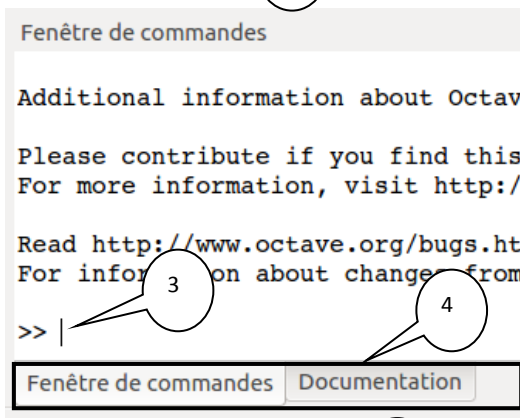 Fenêtre de commandes
Additional information about Octav
Please contribute if you find this
For more information, visit http:/
Read http://www.octave.org/bugs.ht
For infor on about changes from
3
4
>>
Fenêtre de commandes Documentation